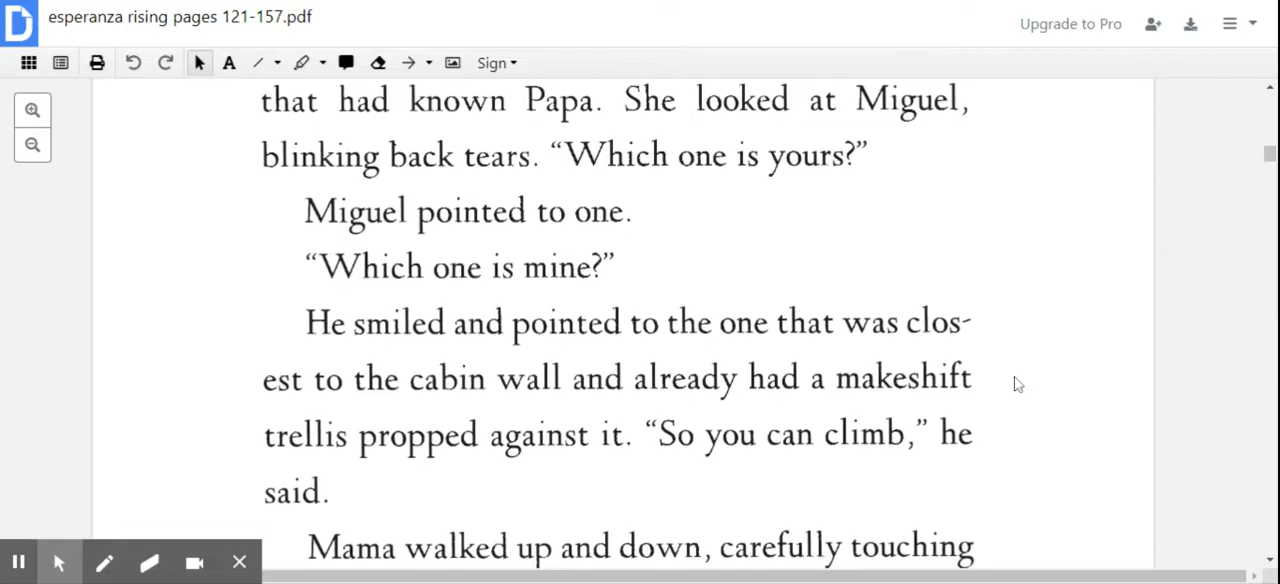 esperanza rising pages 121-157.pdf
Upgrade to Pro
A
Sign
that had known Papa. She looked at Miguel,
blinking back tears. “Which one is yours?”
Miguel pointed to one.
“Which one is mine?”
He smiled and pointed to the one that was clos-
est to the cabin wall and already had a makeshift
trellis propped against it. “So you can climb,” he
said.
Mama walked up and down, carefully touching